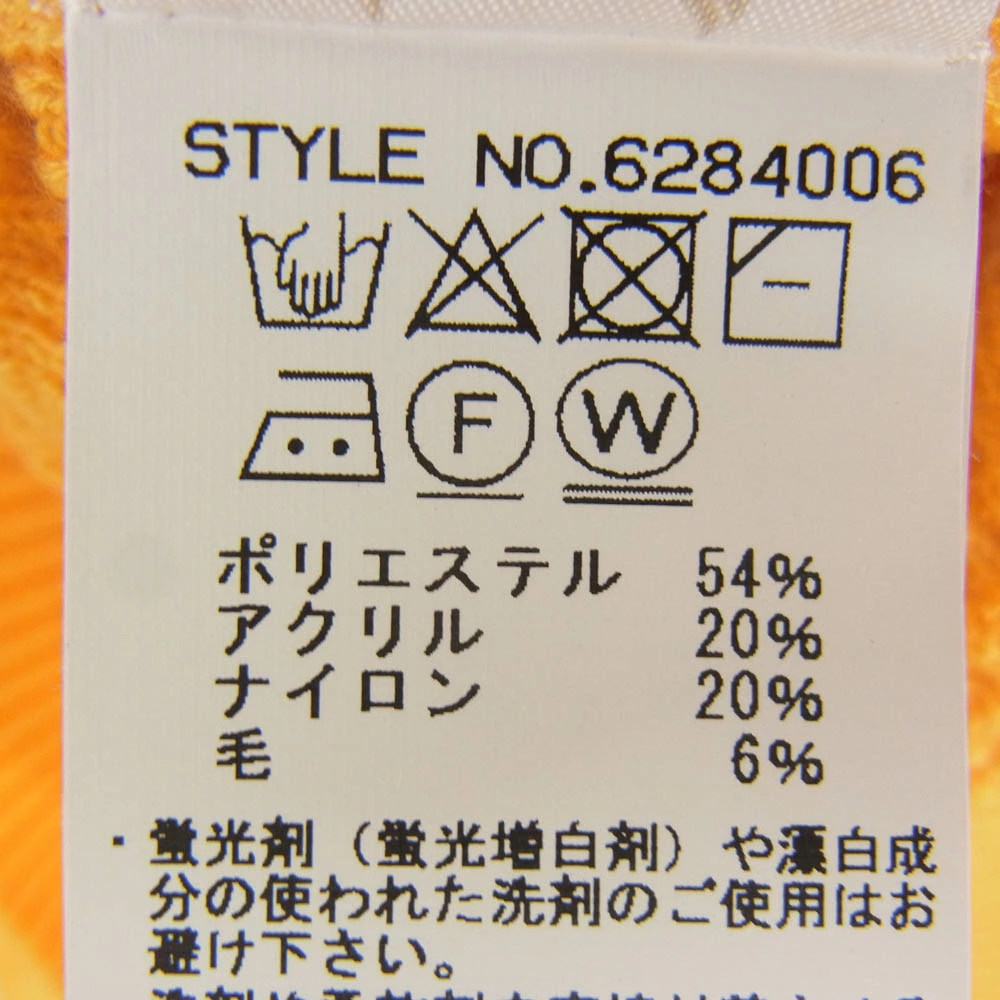 STYLE NO.6284006
F W
ポリエステル 54%
アクリル 20%
ナイロン 20%
毛 6%
・蛍光剤（蛍光増白剤）や漂白成
分の使われた洗剤のご使用はお
避け下さい。